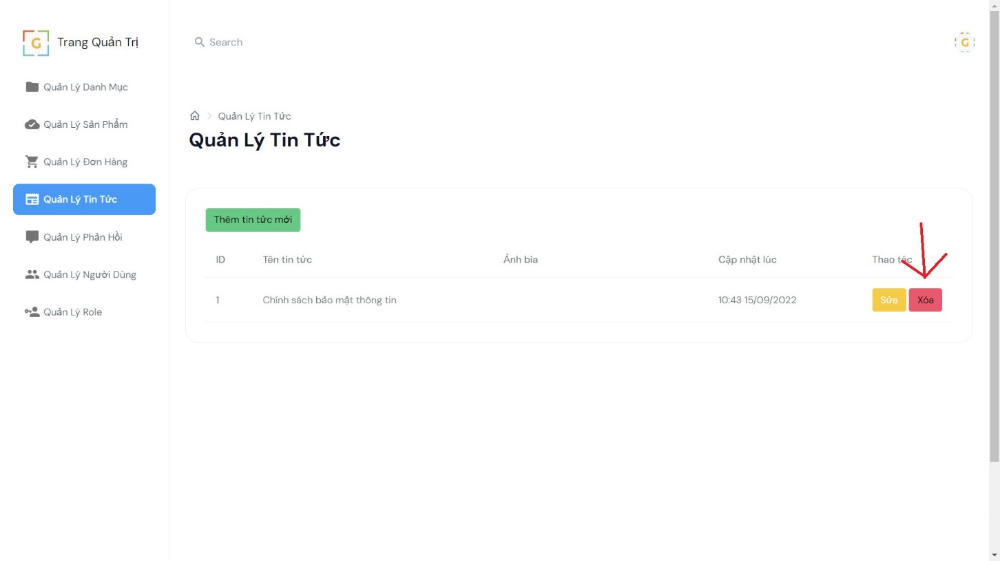 G Trang Quản Trị
Search
G
Quản Lý Danh Mục
Quản Lý Sản Phẩm
Quản Lý Đơn Hàng
Quản Lý Tin Tức
Quản Lý Phản Hồi
Quản Lý Người Dùng
Quản Lý Role
Quản Lý Tin Tức
Quản Lý Tin Tức
Thêm tin tức mới
ID Tên tin tức Ảnh bìa Cập nhật lúc Thao tác
1 Chính sách bảo mật thông tin 10:43 15/09/2022 Sửa Xóa